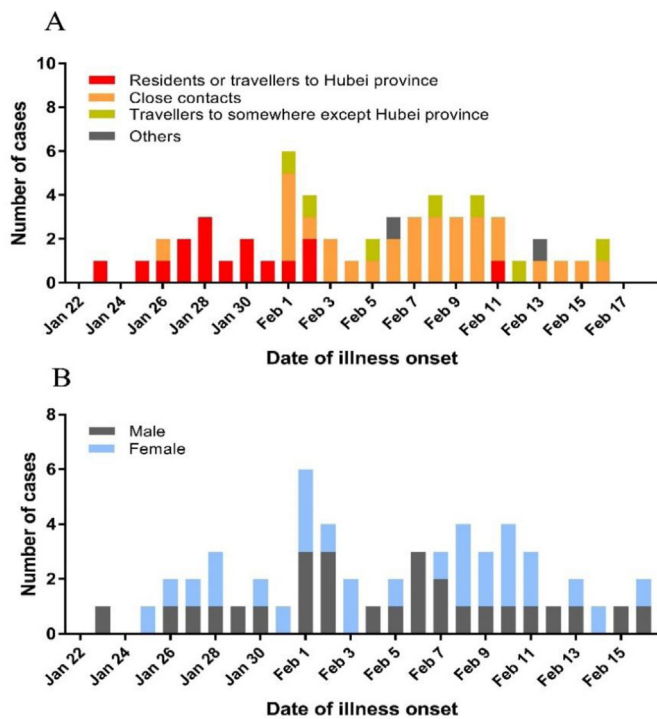 A
10
8
6
4
2
0
Number of cases
Residents or travellers to Hubei province
Close contacts
Travellers to somewhere except Hubei province
Others
Jan 22
Jan 24
Jan 26
Jan 28
Jan 30
Feb 1
Feb 3
Feb 5
Feb 7
Feb 9
Feb 11
Feb 13
Feb 15
Feb 17
Date of illness onset
B
8
6
4
2
0
Number of cases
Male
Female
Jan 22
Jan 24
Jan 26
Jan 28
Jan 30
Feb 1
Feb 3
Feb 5
Feb 7
Feb 9
Feb 11
Feb 13
Feb 15
Date of illness onset